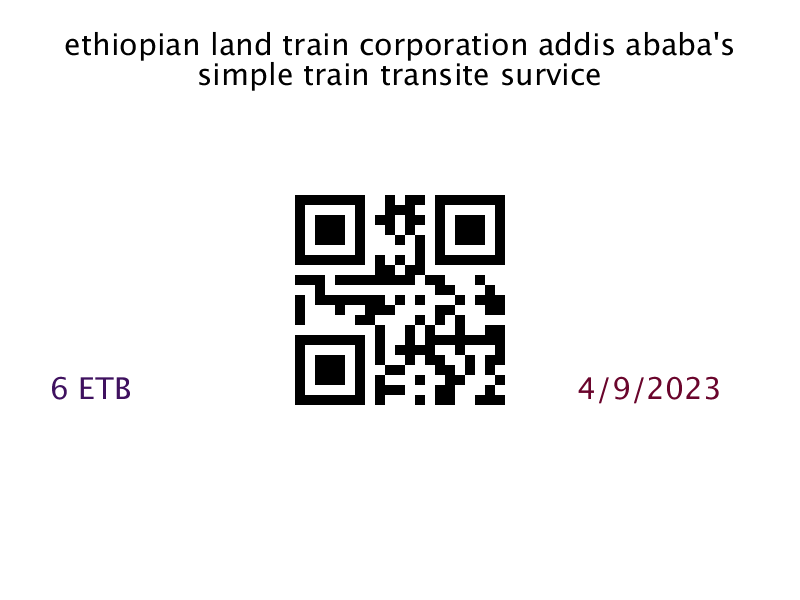 ethiopian land train corporation addis ababa's
simple train transite survice
6 ETB
4/9/2023